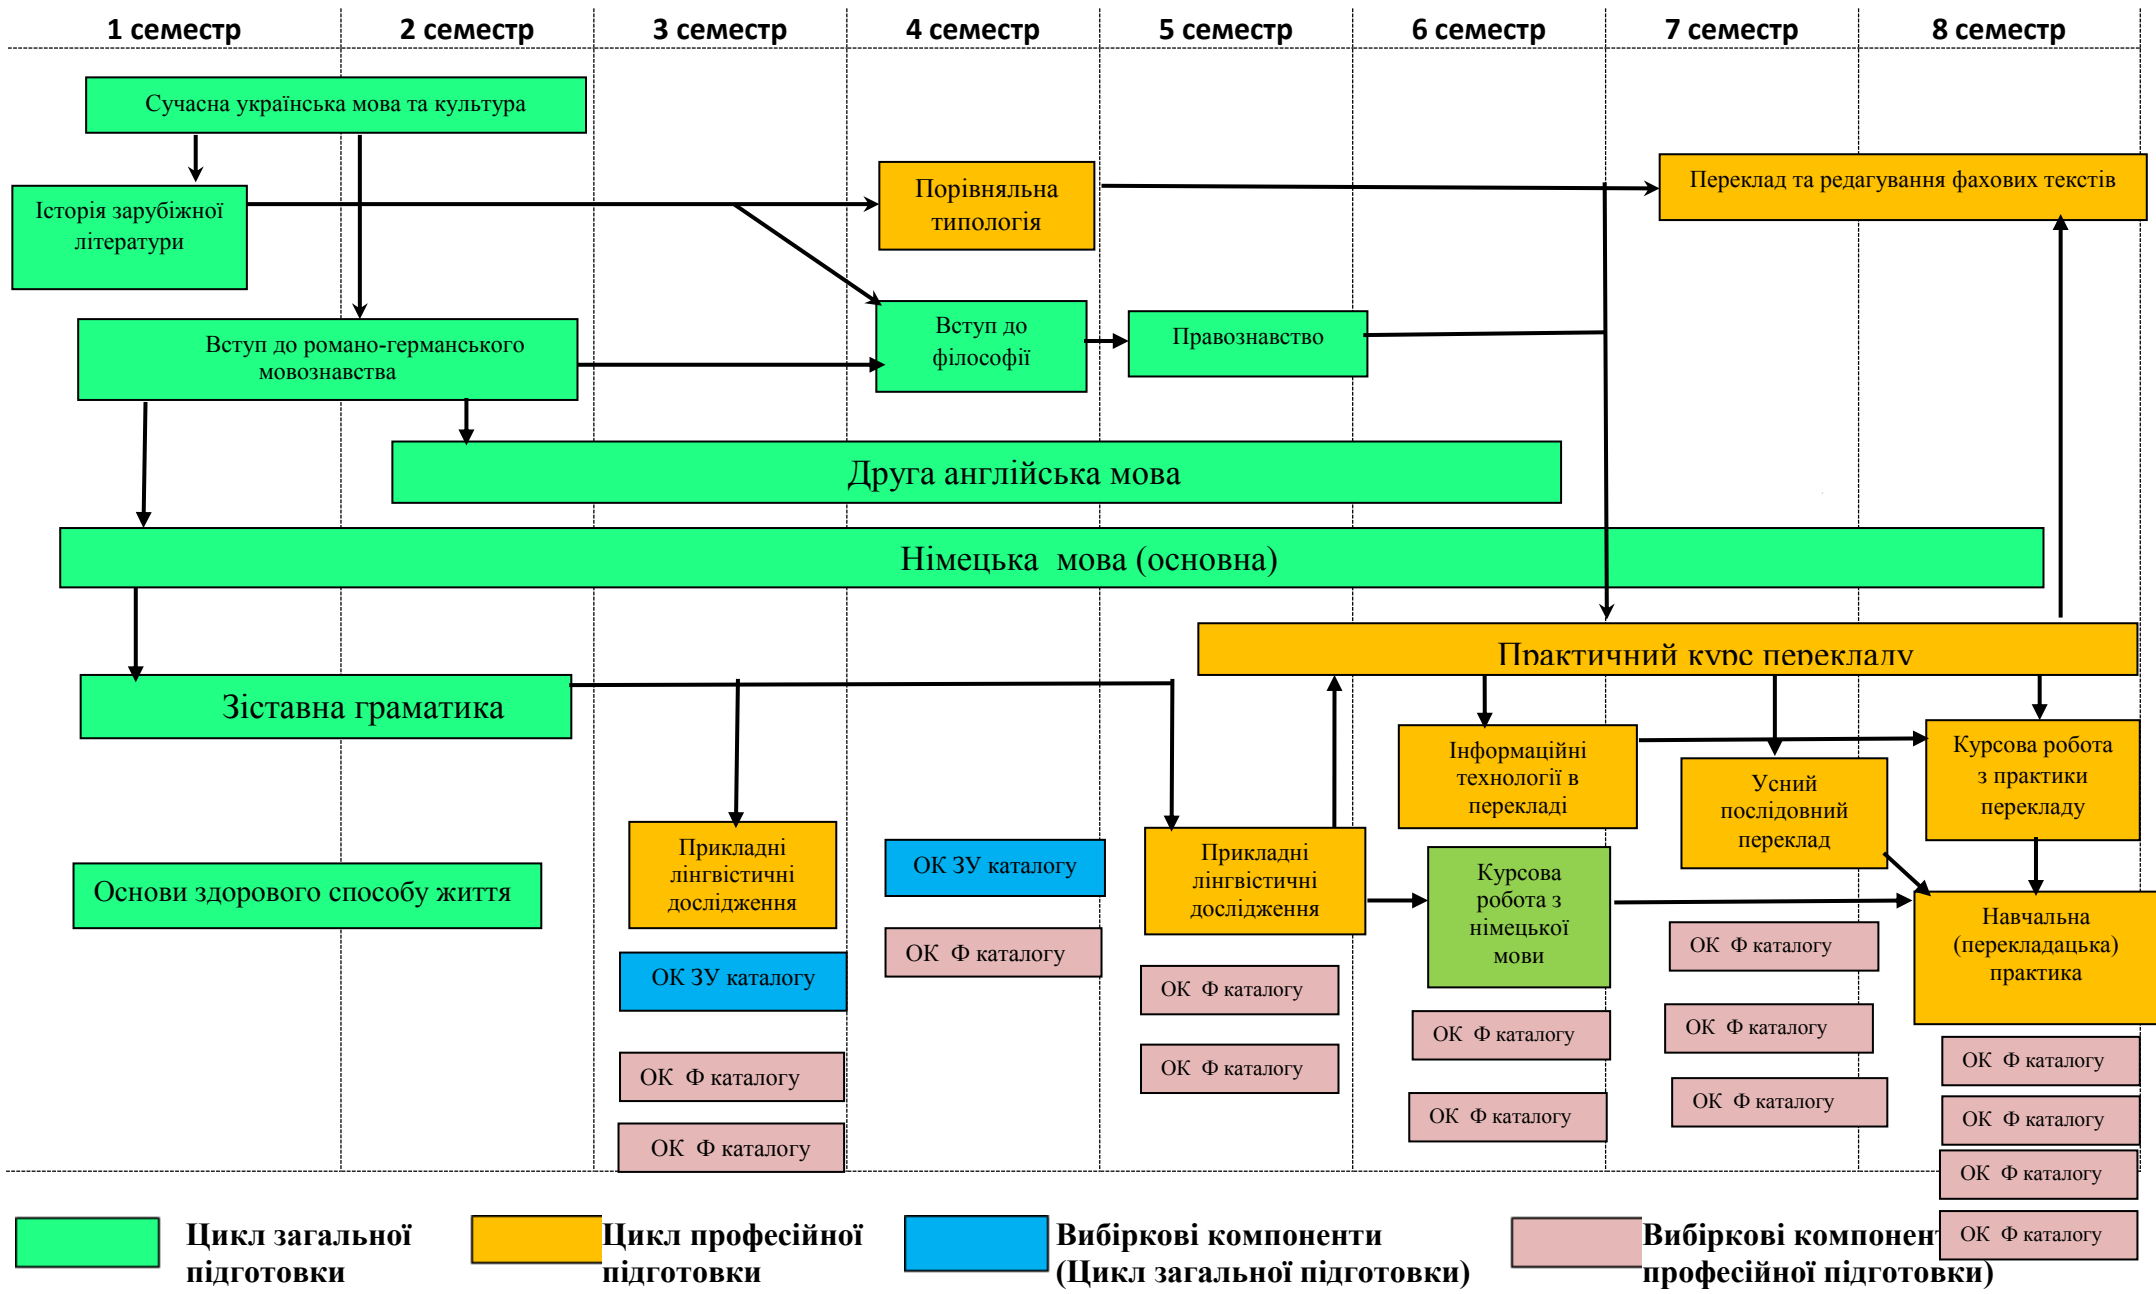 1 семестр
2 семестр
3 семестр
4 семестр
5 семестр
6 семестр
7 семестр
8 семестр
Сучасна українська мова та культура
Історія зарубіжної
літератури
Порівняльна
типологія
Переклад та редагування фахових текстів
Вступ до романо-германського
мовознавства
Вступ до
філософії
Правознавство
Друга англійська мова
Німецька  мова (основна)
Практичний курс перекладу
Зіставна граматика
Інформаційні
технології в
перекладі
Усний
послідовний
переклад
Курсова робота
з практики
перекладу
Основи здорового способу життя
Прикладні
лінгвістичні
дослідження
ОК ЗУ каталогу
Прикладні
лінгвістичні
дослідження
Курсова
робота з
німецької
мови
Навчальна
(перекладацька)
практика
ОК ЗУ каталогу
ОК  Ф каталогу
ОК  Ф каталогу
ОК  Ф каталогу
ОК  Ф каталогу
ОК  Ф каталогу
ОК  Ф каталогу
ОК  Ф каталогу
ОК  Ф каталогу
ОК  Ф каталогу
ОК  Ф каталогу
ОК  Ф каталогу
ОК  Ф каталогу
ОК  Ф каталогу
ОК  Ф каталогу
Цикл загальної
підготовки
Цикл професійної
підготовки
Вибіркові компоненти
(Цикл загальної підготовки)
Вибіркові компонен
професійної підготовки)